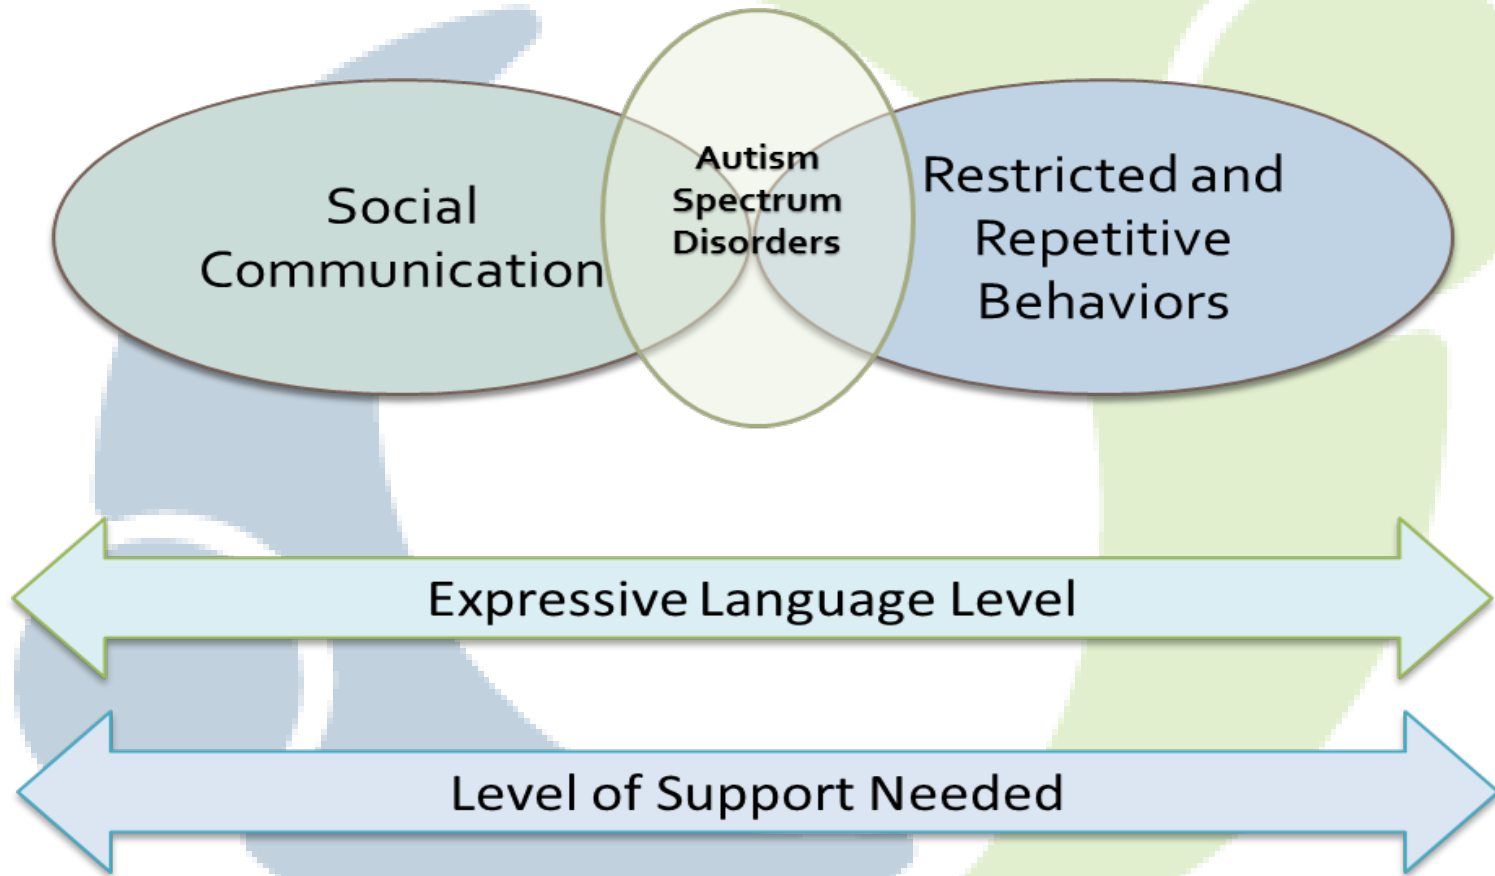 Social
Communication
Autism
Spectrum
Disorders
Restricted and
Repetitive
Behaviors
Expressive Language Level
Level of Support Needed